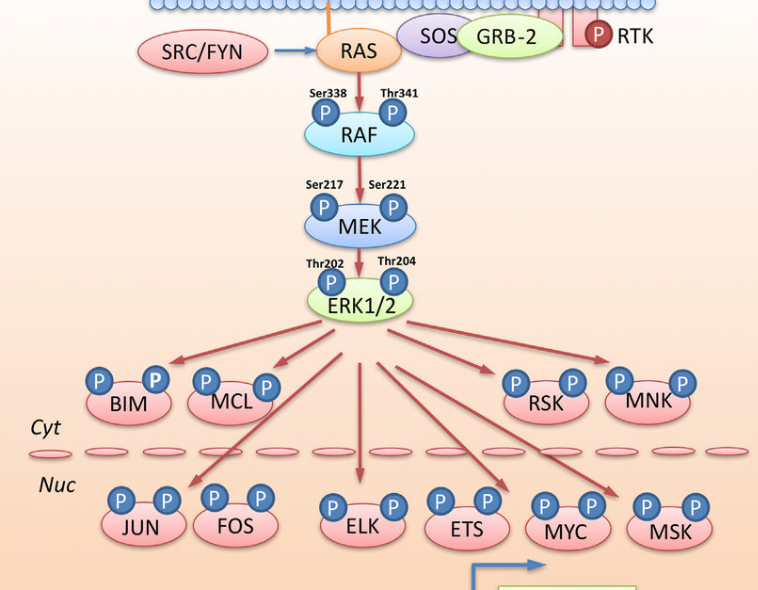 SRC/FYN
RAS
SOS
GRB-2
P
RTK
Ser338
Thr341
P
P
RAF
Ser217
Ser221
P
P
MEK
Thr202
Thr204
P
P
ERK1/2
P
P
BIM
P
P
MCL
P
P
RSK
P
P
MNK
Cyt
Nuc
P
P
JUN
P
P
FOS
P
P
ELK
P
P
ETS
P
P
MYC
P
P
MSK